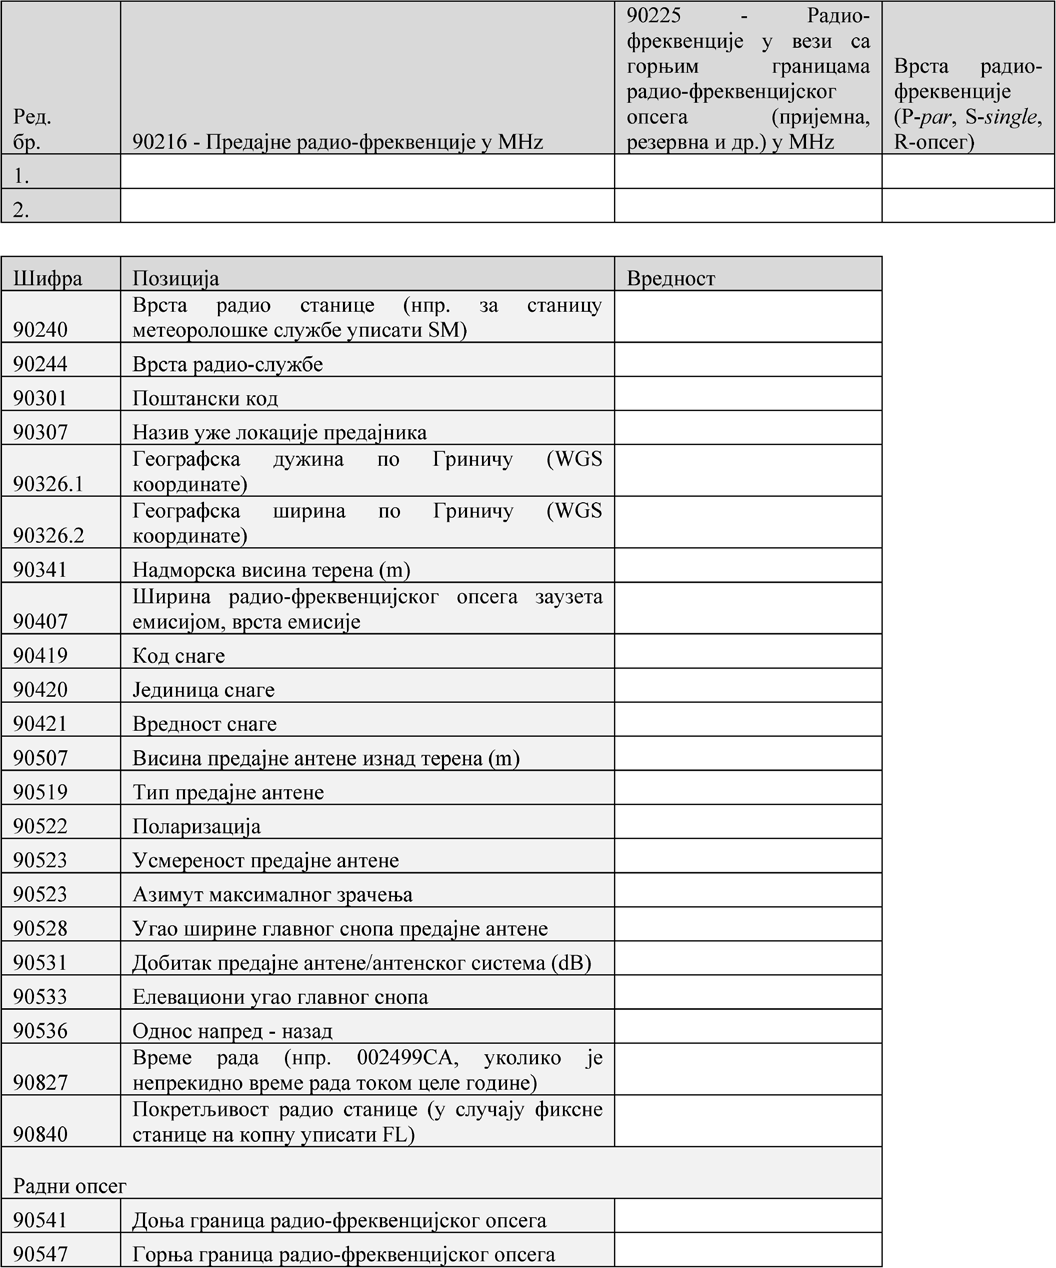 Ред.
бр.
90216 - Предајне радио-фреквенције у MHz
90225 - Радио-
фреквенције у вези са
горњим границама
радио-фреквенцијског
опсега (пријемна,
резервна и др.) у MHz
Врста радио-
фреквенције
(P-par, S-single,
R-опсег)
1.
2.
Шифра Позиција Вредност
90240 Врста радио станице (нпр. за станицу
метеоролошке службе уписати SM)
90244 Врста радио-службе
90301 Поштански код
90307 Назив уже локације предајника
90326.1 Географска дужина по Гриничу (WGS
координате)
90326.2 Географска ширина по Гриничу (WGS
координате)
90341 Надморска висина терена (m)
90407 Ширина радио-фреквенцијског опсега заузета
емисијом, врста емисије
90419 Код снаге
90420 Јединица снаге
90421 Вредност снаге
90507 Висина предајне антене изнад терена (m)
90519 Тип предајне антене
90522 Поларизација
90523 Усмереност предајне антене
90523 Азимут максималног зрачења
90528 Угао ширине главног снопа предајне антене
90531 Добитак предајне антене/антенског система (dB)
90533 Елевациони угао главног снопа
90536 Однос напред - назад
90827 Време рада (нпр. 002499CA, уколико је
непрекидно време рада током целе године)
90840 Покретљивост радио станице (у случају фиксне
станице на копну уписати FL)
Радни опсег
90541 Доња граница радио-фреквенцијског опсега
90547 Горња граница радио-фреквенцијског опсега